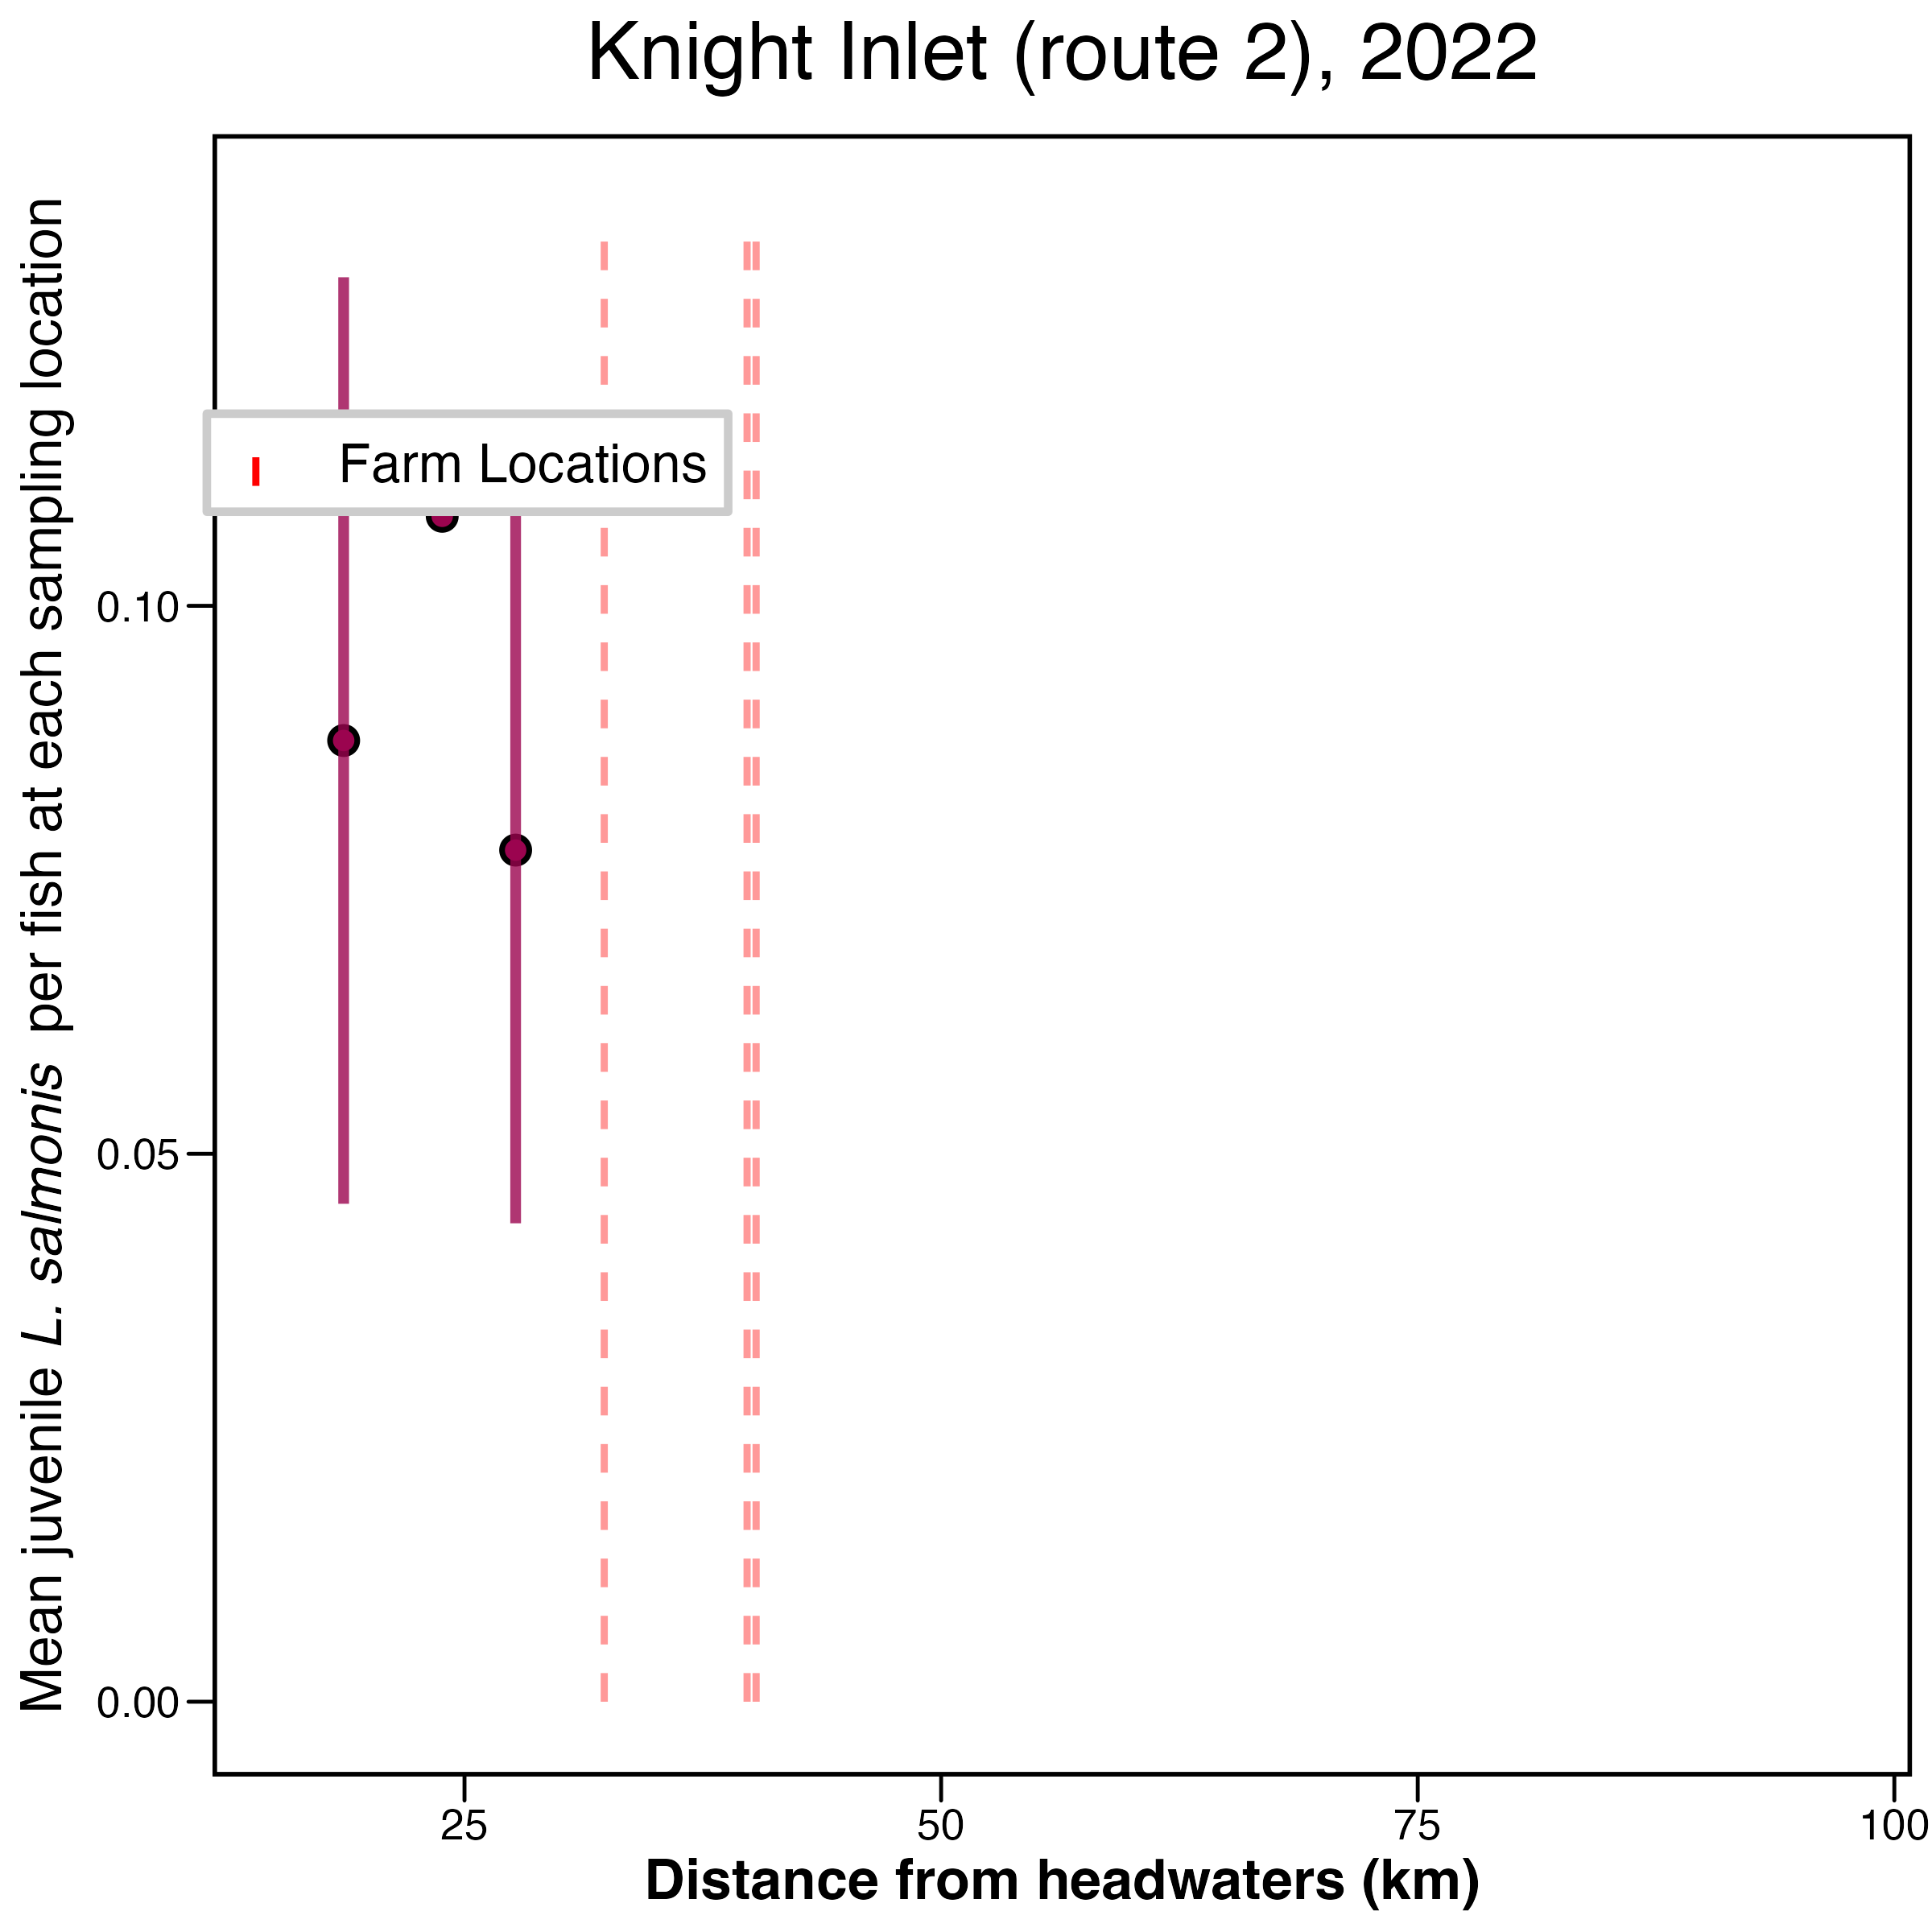 Knight Inlet (route 2), 2022
Mean juvenile L. salmonis per fish at each sampling location
Farm Locations
0.10
0.05
0.00
25 50 75 100
Distance from headwaters (km)